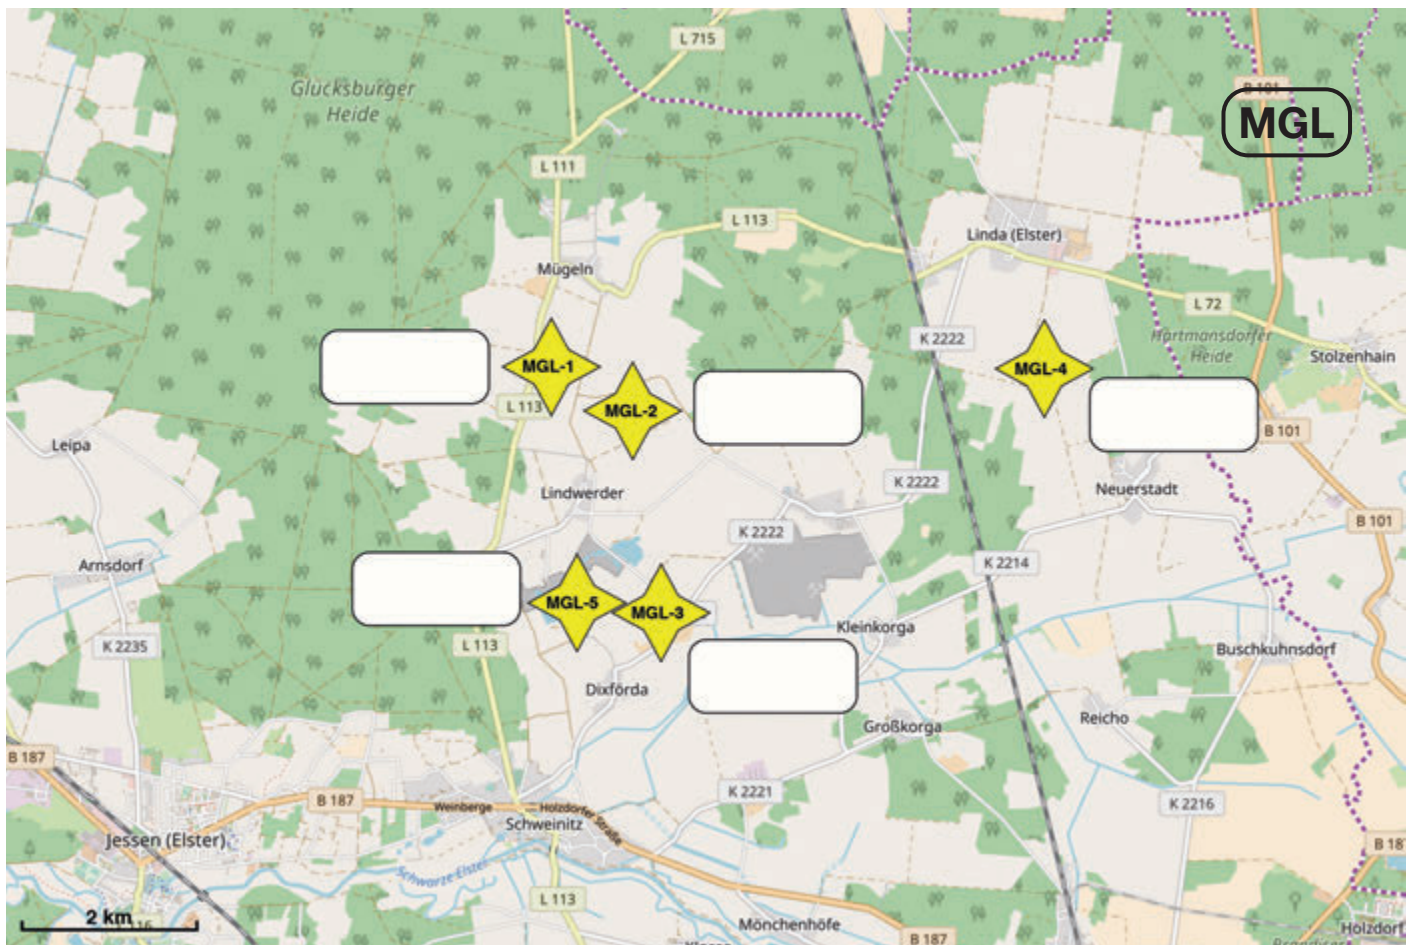 L 715
Glücksburger
Heide
B 101
MGL
L 111
L 113
Linda (Elster)
Mügeln
L 72
K 2222
Hartmansdorfer
Heide
Stolzenhain
MGL-1
MGL-4
L 113
MGL-2
B 101
Leipa
K 2222
Lindwerder
Neuerstadt
K 2222
B 101
Arnsdorf
K 2214
MGL-5
MGL-3
Kleinkorga
K 2235
L 113
Buschkuhnsdorf
Dixförda
Reicho
Großkorga
B 187
K 2221
B 187
K 2216
Weinberge
Holzdorfer Straße
Schweinitz
Jessen (Elster)
B 187
Schwarze Elster
L 113
2 km
116
Mönchenhöfe
Holzdorf
B 187